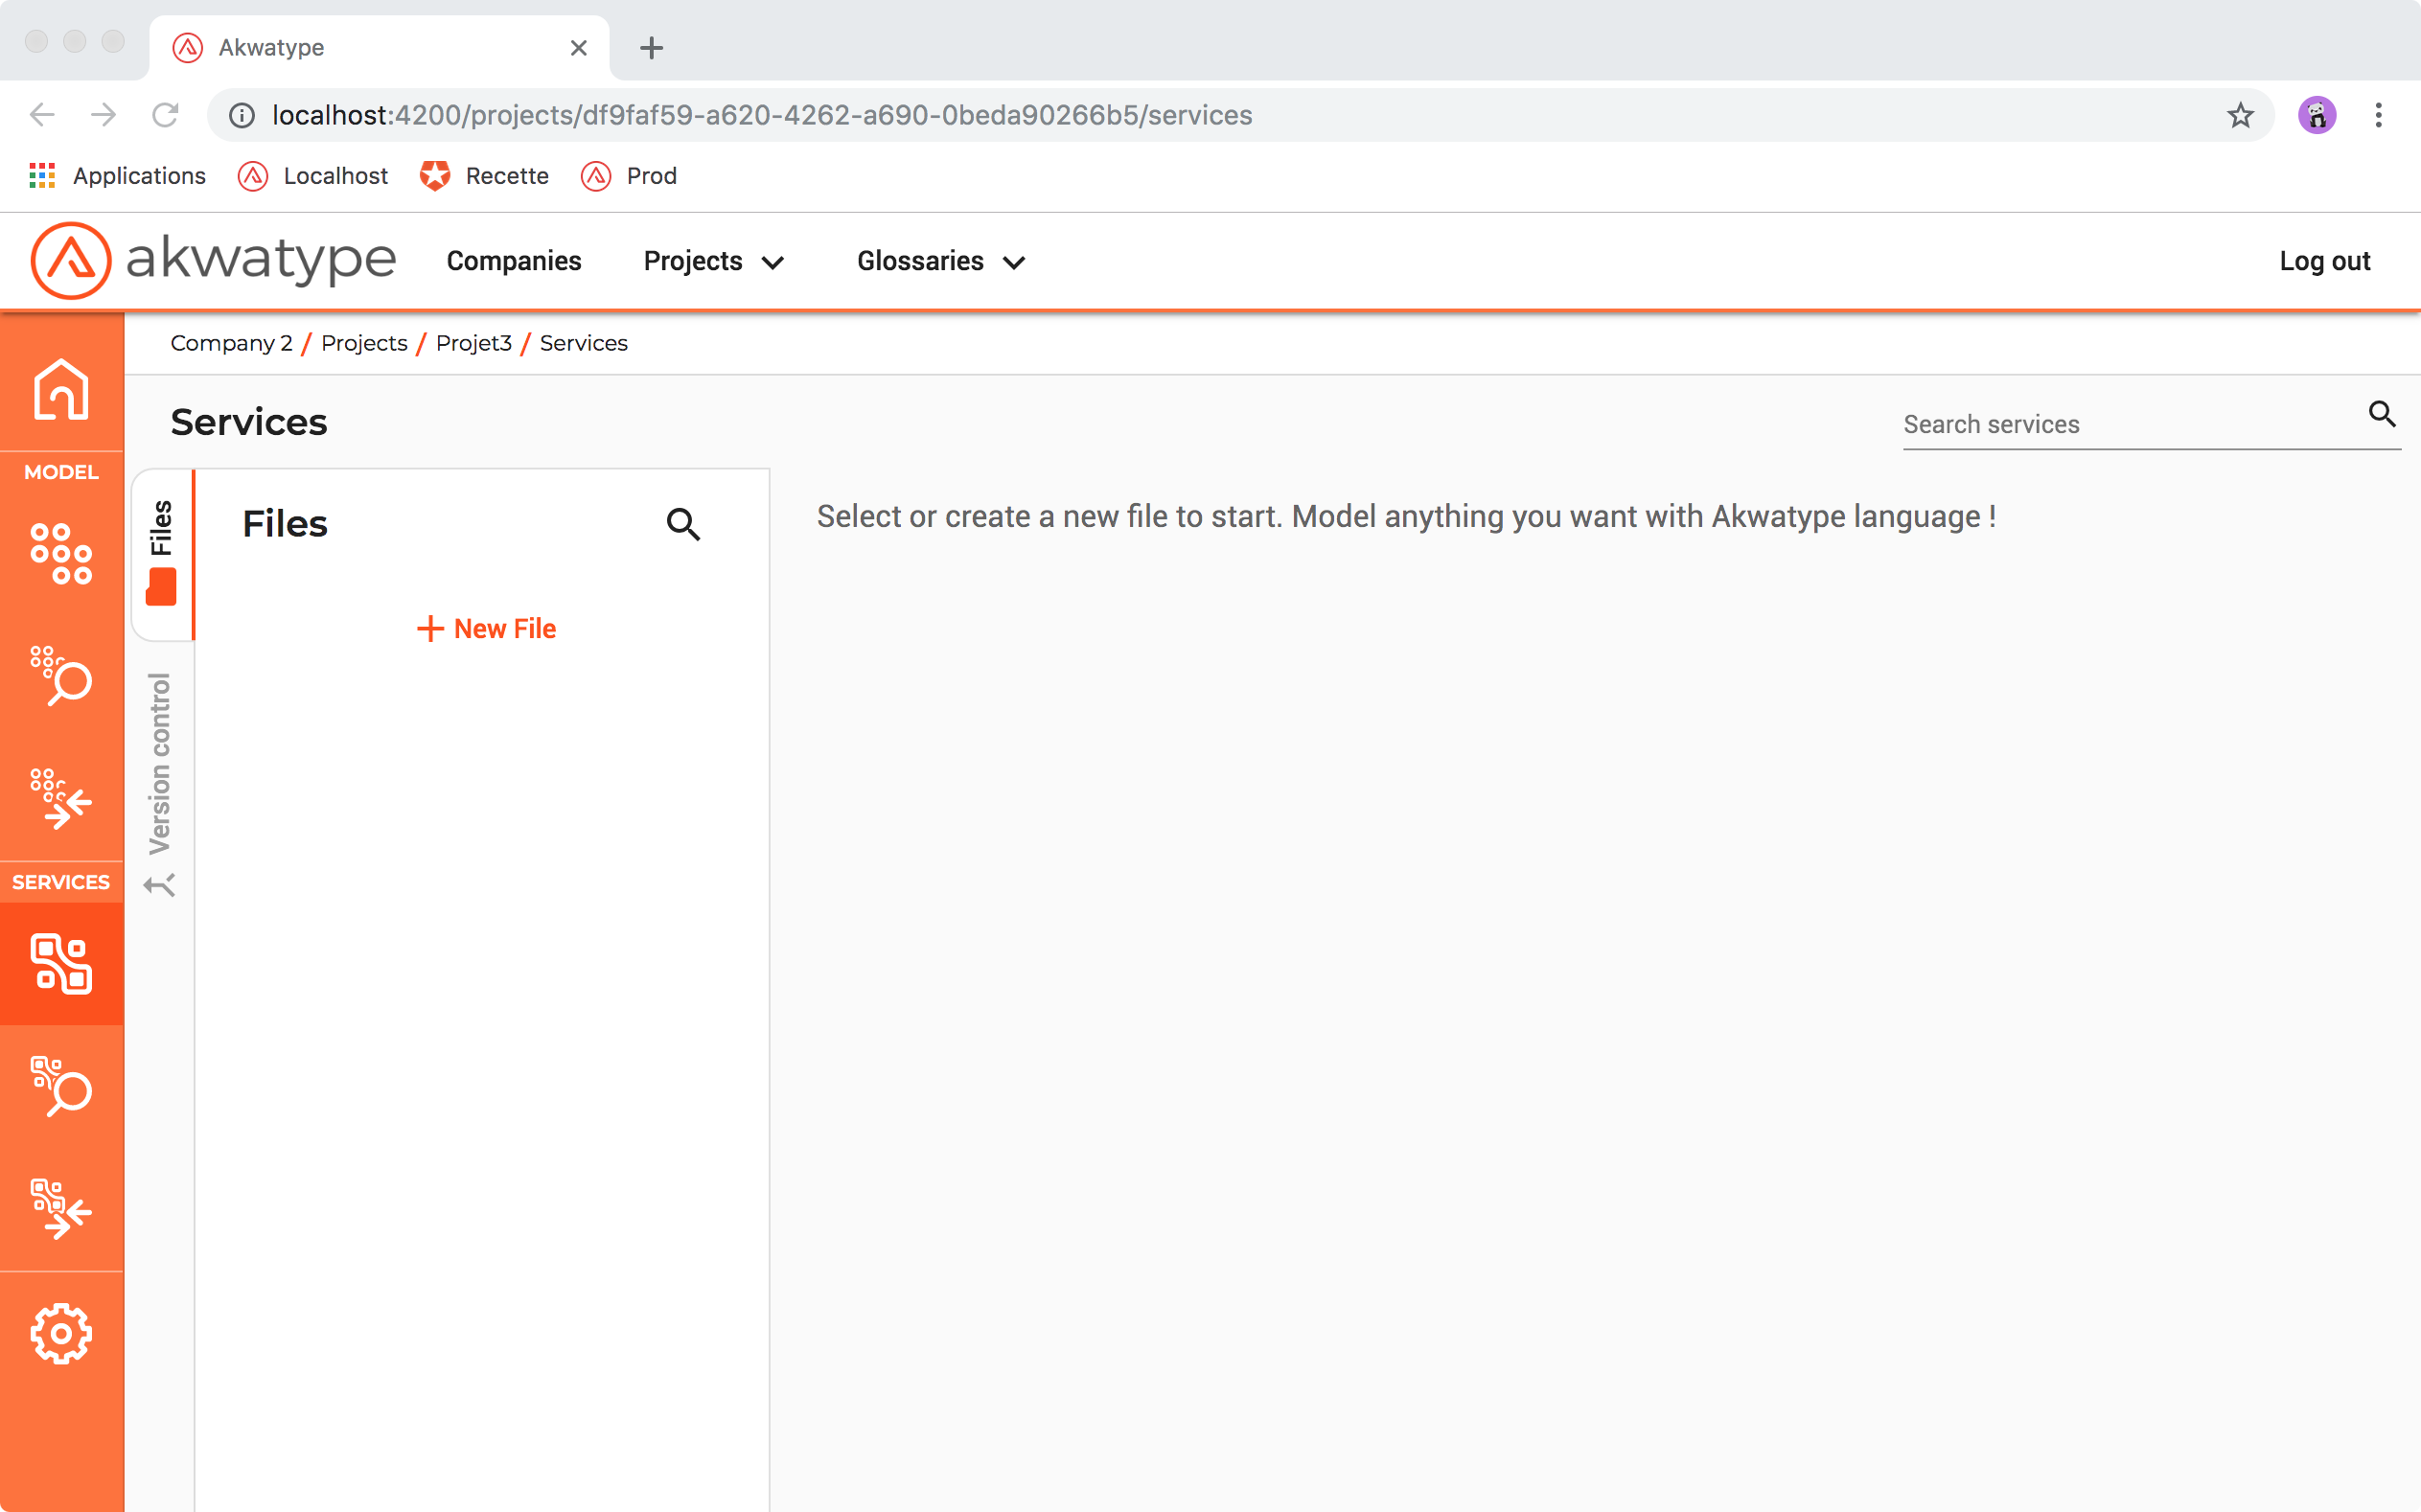 Akwatype
localhost:4200/projects/df9faf59-a620-4262-a690-0beda90266b5/services
Applications
Localhost
Recette
Prod
akwatype
Companies
Projects
Glossaries
Log out
Company 2 / Projects / Projet3 / Services
Services
Search services
MODEL
Files
Files
Select or create a new file to start. Model anything you want with Akwatype language !
+ New File
Version control
SERVICES